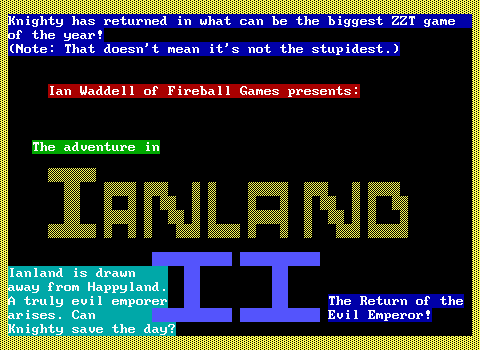 Knighty has returned in what can be the biggest ZZT game
of the year!
(Note: That doesn't mean it's not the stupidest.)
Ian Waddell of Fireball Games presents:
The adventure in
IANLAND
II
Ianland is drawn
away from Happyland.
A truly evil emporer
arises. Can
Knighty save the day?
The Return of the
Evil Emperor!